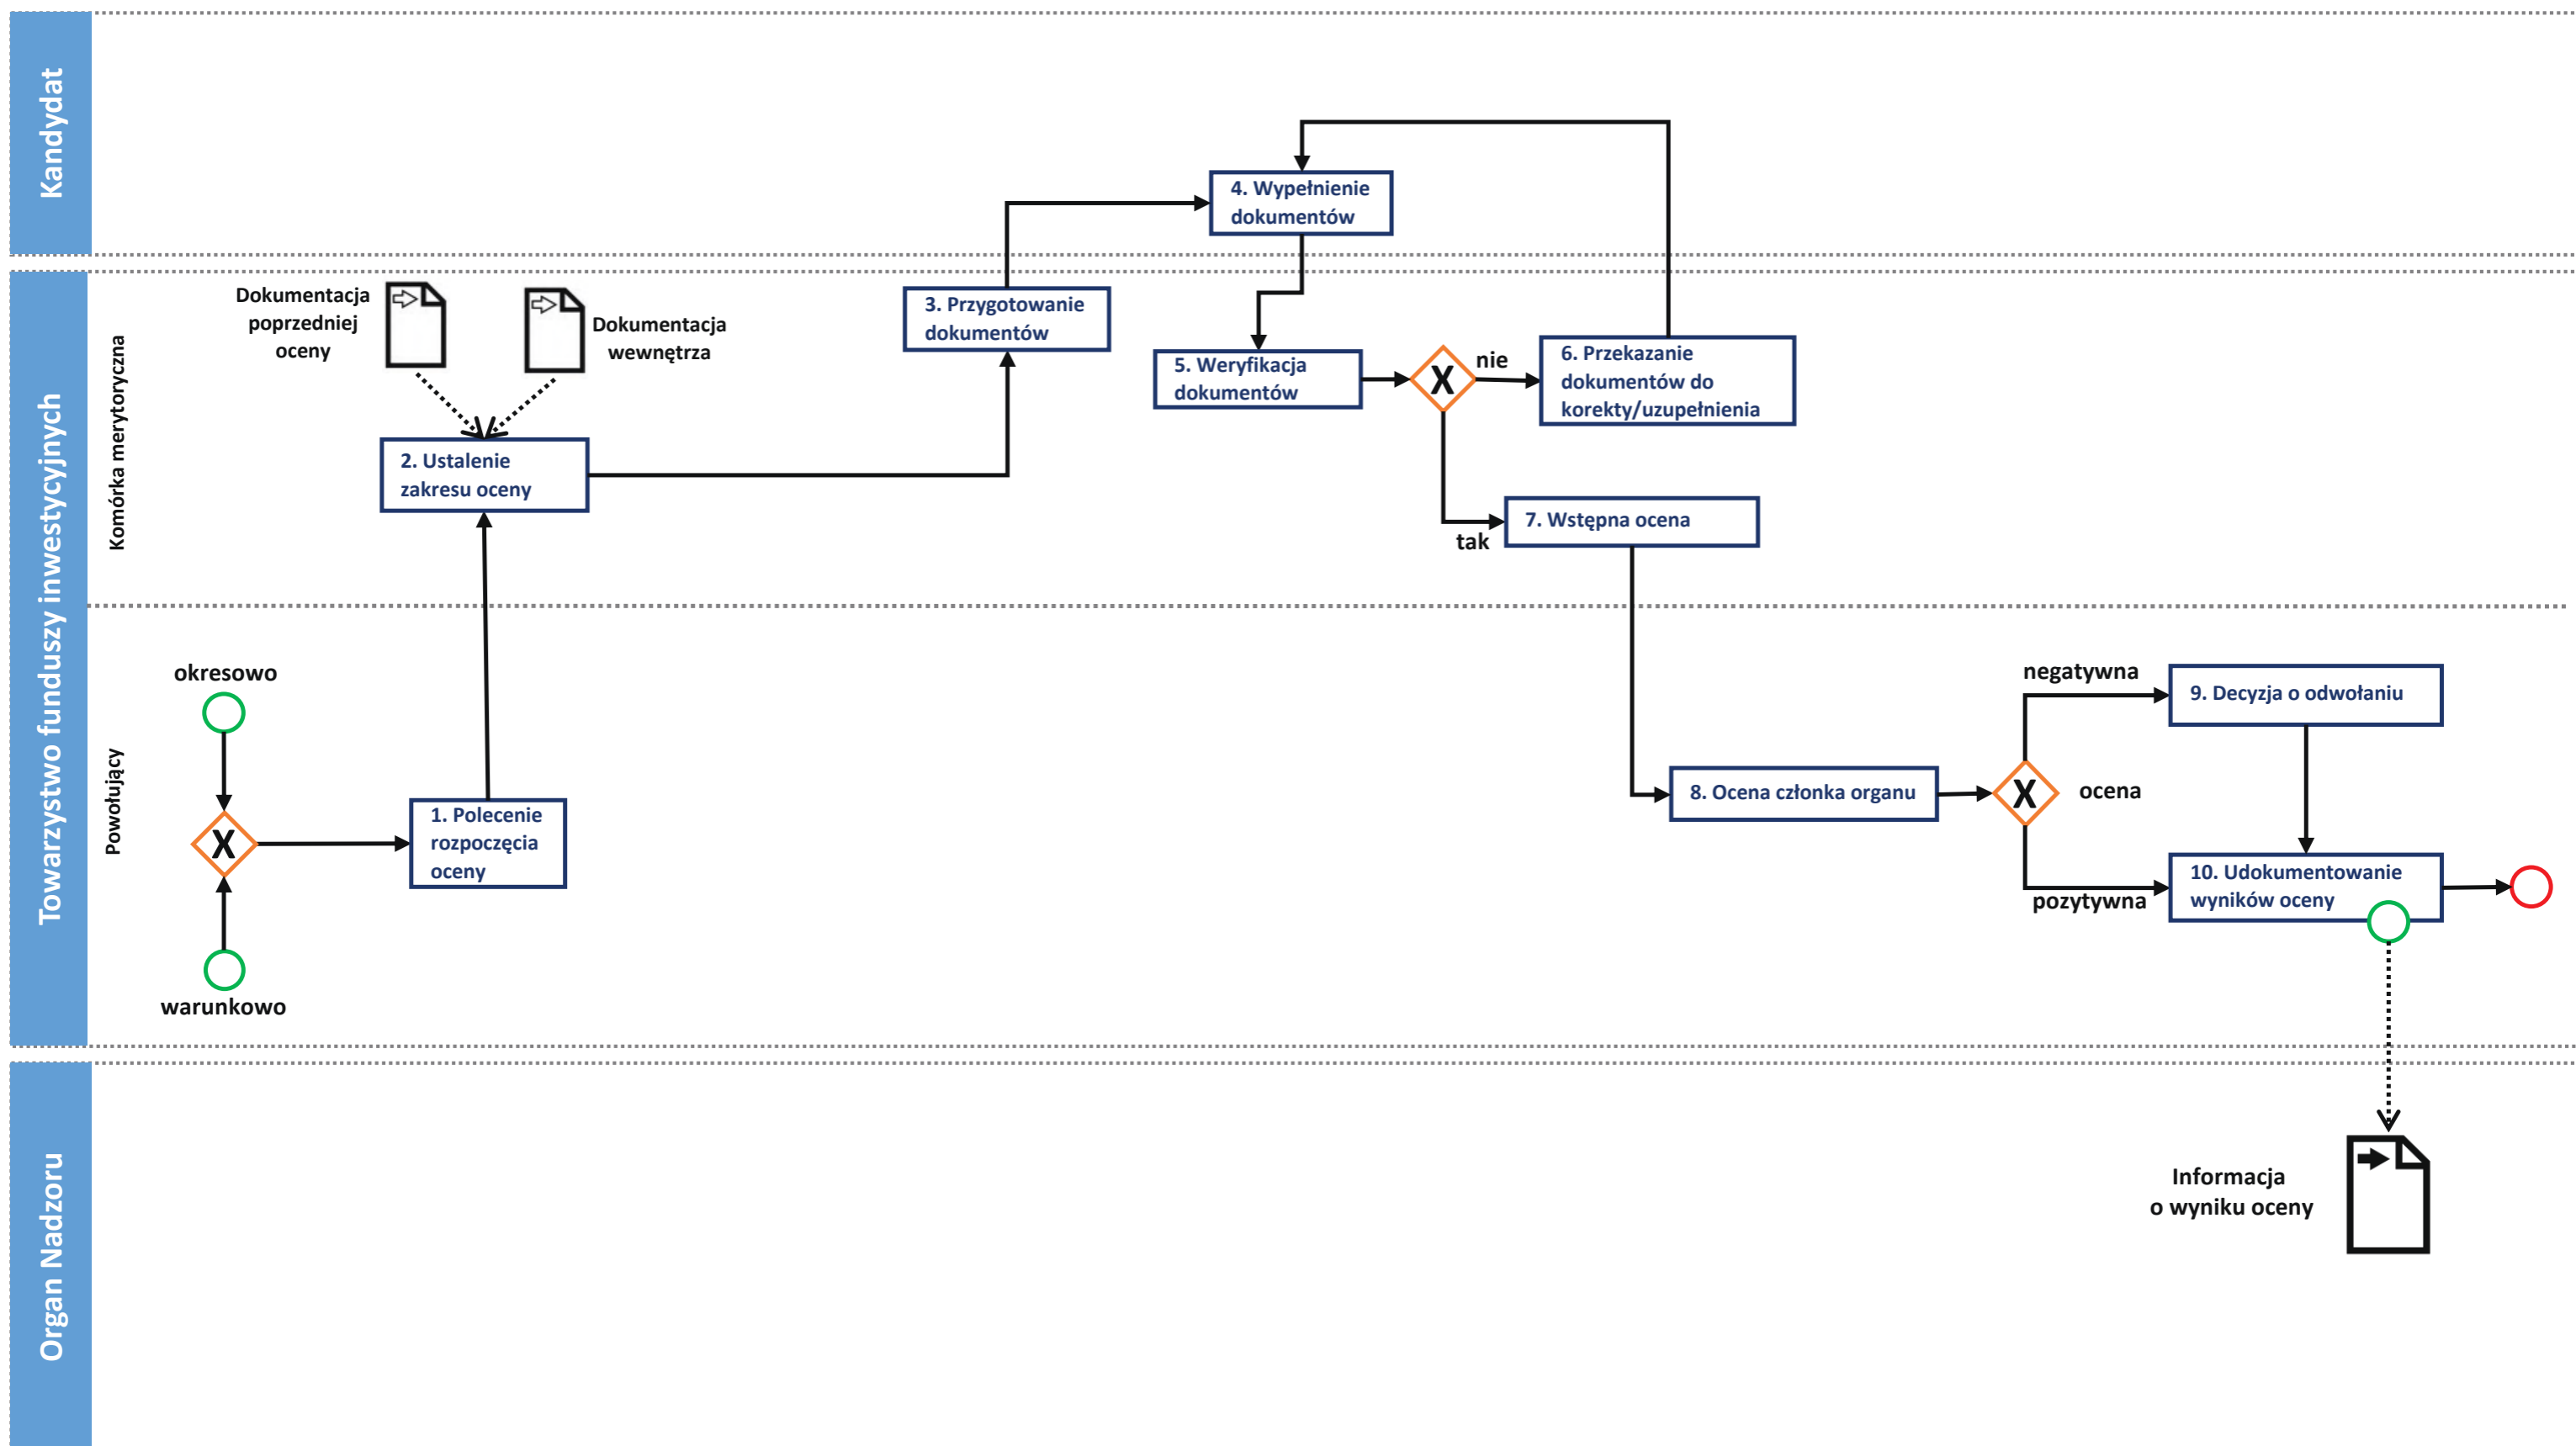 Kandydat
4. Wypełnienie
dokumentów
Towarzystwo funduszy inwestycyjnych
Komórka merytoryczna
Dokumentacja
poprzedniej
oceny
Dokumentacja
wewnętrza
2. Ustalenie
zakresu oceny
3. Przygotowanie
dokumentów
5. Weryfikacja
dokumentów
X
nie
6. Przekazanie
dokumentów do
korekty/uzupełnienia
tak
7. Wstępna ocena
Powołujący
okresowo
X
warunkowo
1. Polecenie
rozpoczęcia
oceny
8. Ocena członka organu
X
ocena
negatywna
9. Decyzja o odwołaniu
pozytywna
10. Udokumentowanie
wyników oceny
Organ Nadzoru
Informacja
o wyniku oceny